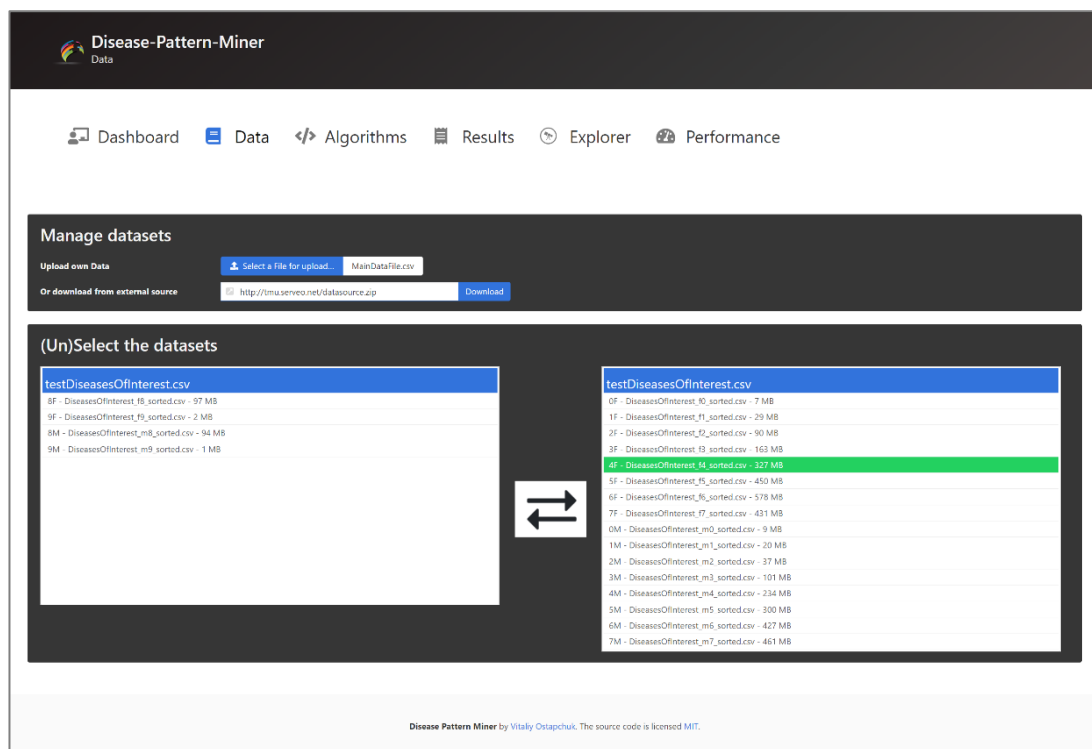 Disease-Pattern-Miner
Data
Dashboard Data Algorithms Results Explorer Performance
Manage datasets
Upload own Data Select a File for upload... MainDataFile.csv
Or download from external source http://tmu.serveo.net/datasource.zip Download
(Un)Select the datasets
testDiseasesOfInterest.csv
8F - DiseasesOfInterest_f8_sorted.csv - 97 MB
9F - DiseasesOfInterest_f9_sorted.csv - 2 MB
8M - DiseasesOfInterest_m8_sorted.csv - 94 MB
9M - DiseasesOfInterest_m9_sorted.csv - 1 MB
testDiseasesOfInterest.csv
0F - DiseasesOfInterest_f0_sorted.csv - 7 MB
1F - DiseasesOfInterest_f1_sorted.csv - 29 MB
2F - DiseasesOfInterest_f2_sorted.csv - 90 MB
3F - DiseasesOfInterest_f3_sorted.csv - 163 MB
4F - DiseasesOfInterest_f4_sorted.csv - 327 MB
5F - DiseasesOfInterest_f5_sorted.csv - 450 MB
6F - DiseasesOfInterest_f6_sorted.csv - 578 MB
7F - DiseasesOfInterest_f7_sorted.csv - 431 MB
0M - DiseasesOfInterest_m0_sorted.csv - 9 MB
1M - DiseasesOfInterest_m1_sorted.csv - 20 MB
2M - DiseasesOfInterest_m2_sorted.csv - 37 MB
3M - DiseasesOfInterest_m3_sorted.csv - 101 MB
4M - DiseasesOfInterest_m4_sorted.csv - 234 MB
5M - DiseasesOfInterest_m5_sorted.csv - 300 MB
6M - DiseasesOfInterest_m6_sorted.csv - 427 MB
7M - DiseasesOfInterest_m7_sorted.csv - 461 MB
Disease Pattern Miner by Vitaliy Ostapchuk. The source code is licensed MIT.